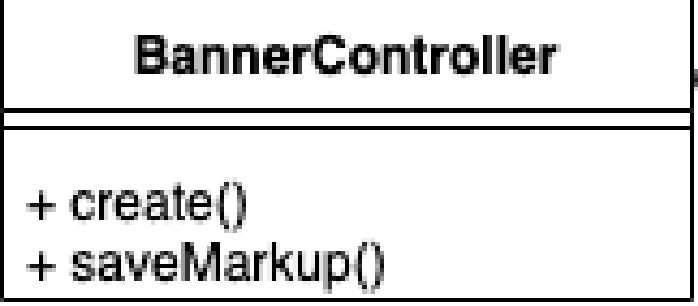 BannerController
+ create()
+ saveMarkup()